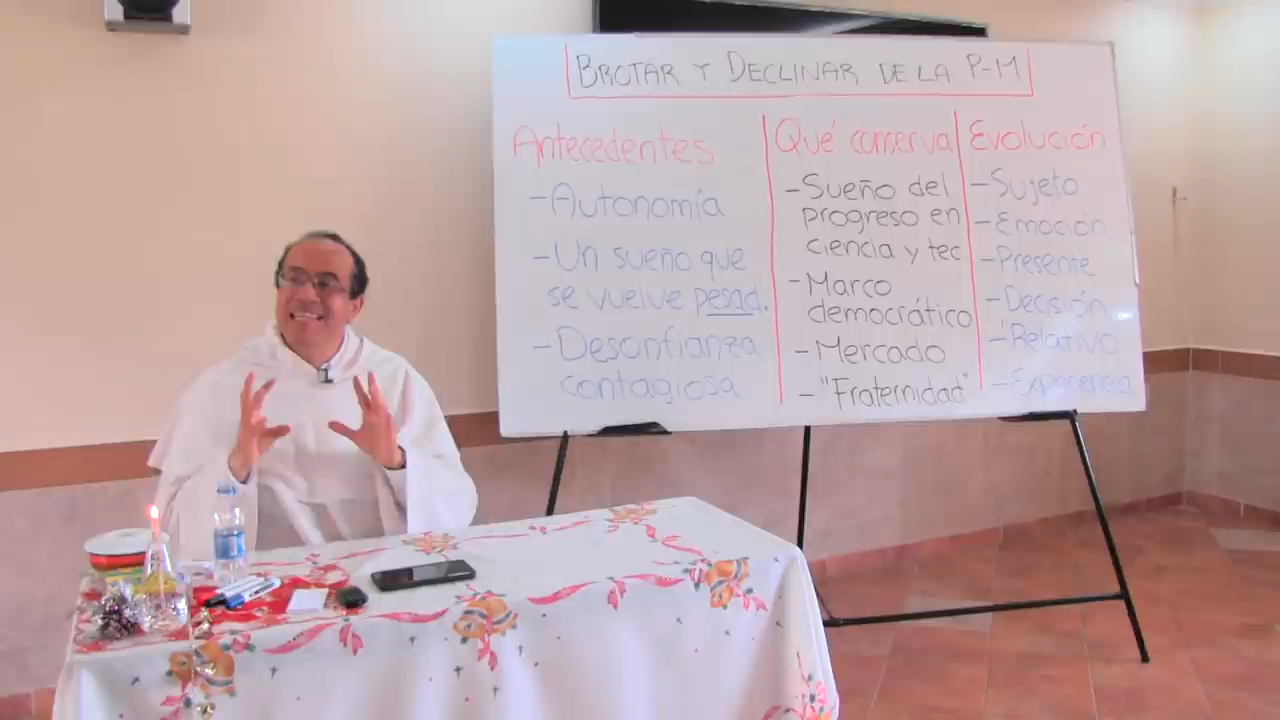 BROTAR Y DECLINAR DE LA P-M
Antecedentes
-Autonomía
-Un sueño que
se vuelve pesad.
-Desconfianza
contagiosa
Qué conserva
-Sueño del
progreso en
ciencia y tec
-Marco
democrático
-Mercado
-"Fraternidad"
Evolución
-Sujeto
-Emoción
-Presente
-Decisión
-Relativo
-Experiencia